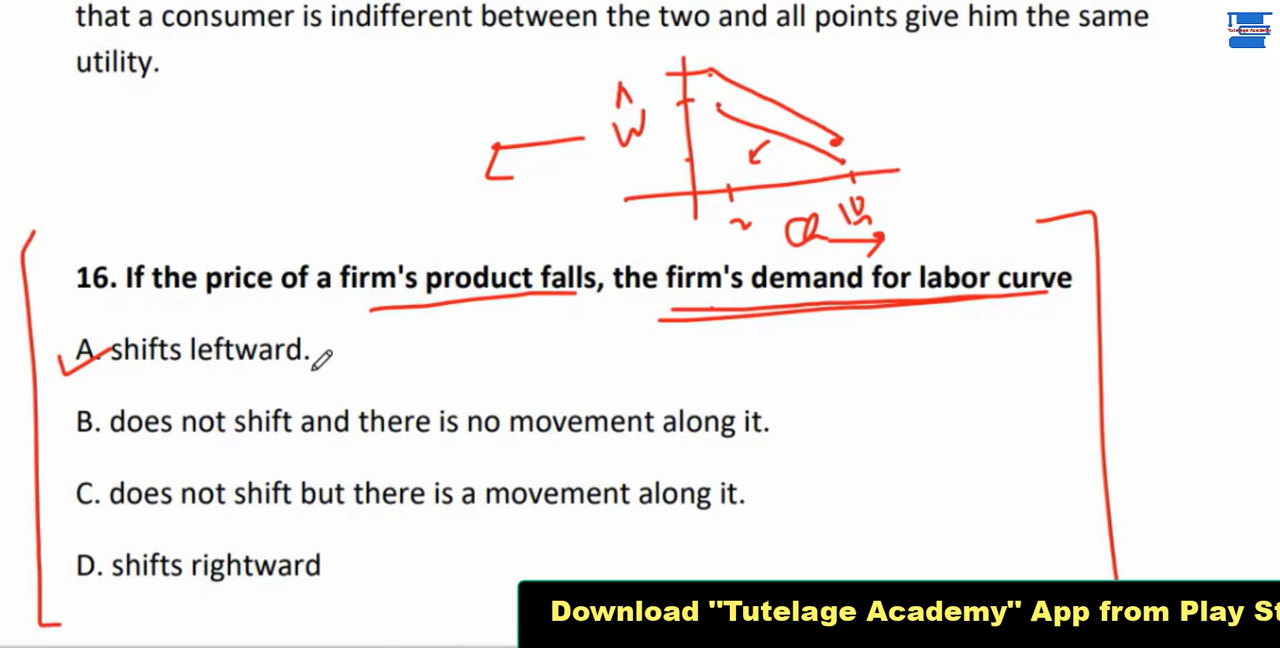 that a consumer is indifferent between the two and all points give him the same
Tutelage Academy
utility.
W
16. If the price of a firm's product falls, the firm's demand for labor curve
A. shifts leftward.
B. does not shift and there is no movement along it.
C. does not shift but there is a movement along it.
D. shifts rightward
Download "Tutelage Academy" App from Play St